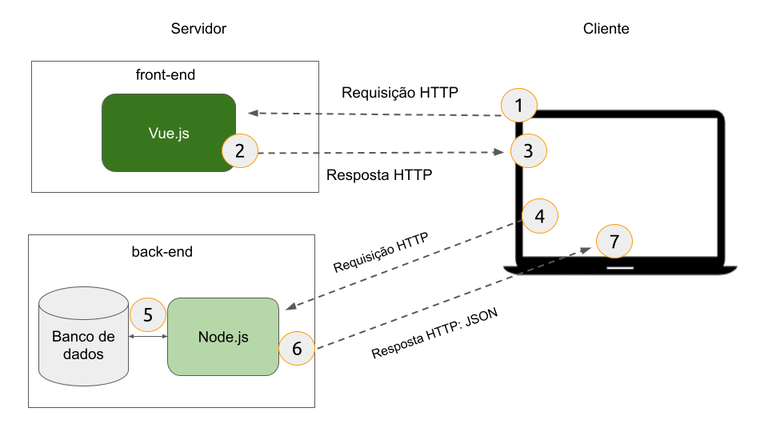 Servidor
Cliente
front-end
Requisição HTTP
1
Vue.js
2
3
Resposta HTTP
4
Requisição HTTP
7
back-end
5
Banco de
dados
Node.js
6
Resposta HTTP: JSON